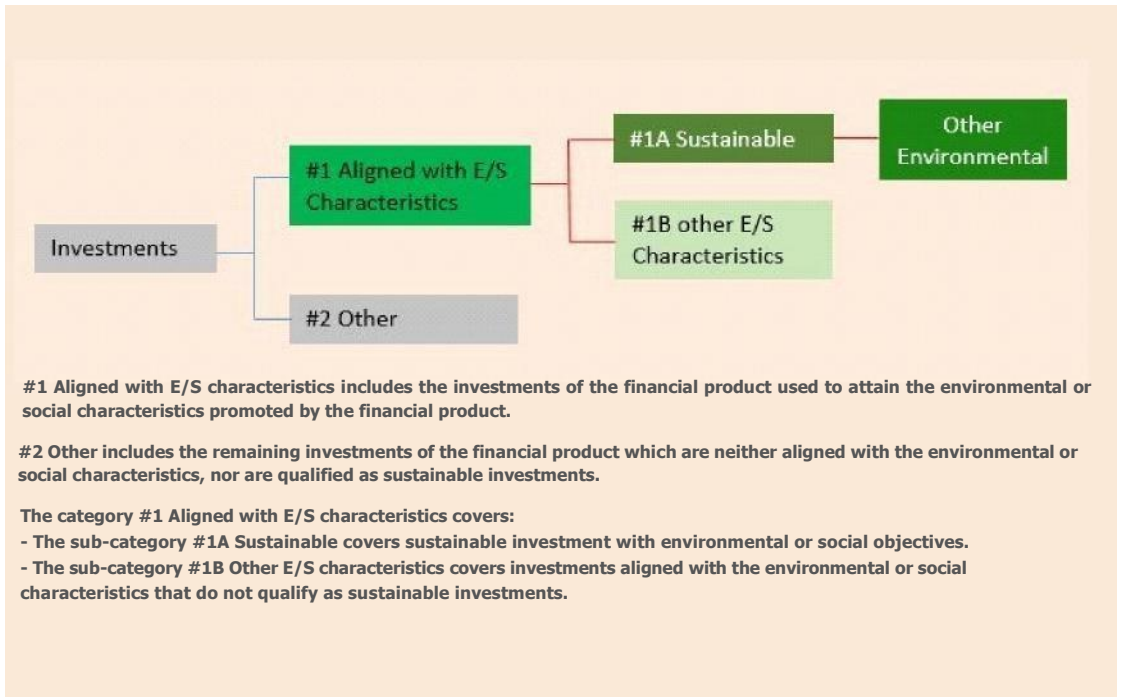 Investments
#1 Aligned with E/S
Characteristics
#2 Other
#1A Sustainable
#1B other E/S
Characteristics
Other
Environmental
#1 Aligned with E/S characteristics includes the investments of the financial product used to attain the environmental or
social characteristics promoted by the financial product.
#2 Other includes the remaining investments of the financial product which are neither aligned with the environmental or
social characteristics, nor are qualified as sustainable investments.
The category #1 Aligned with E/S characteristics covers:
- The sub-category #1A Sustainable covers sustainable investment with environmental or social objectives.
- The sub-category #1B Other E/S characteristics covers investments aligned with the environmental or social
characteristics that do not qualify as sustainable investments.